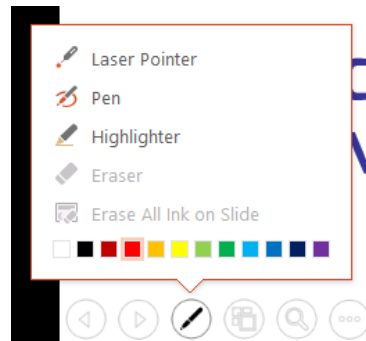 Laser Pointer
Pen
Highlighter
Eraser
Erase All Ink on Slide